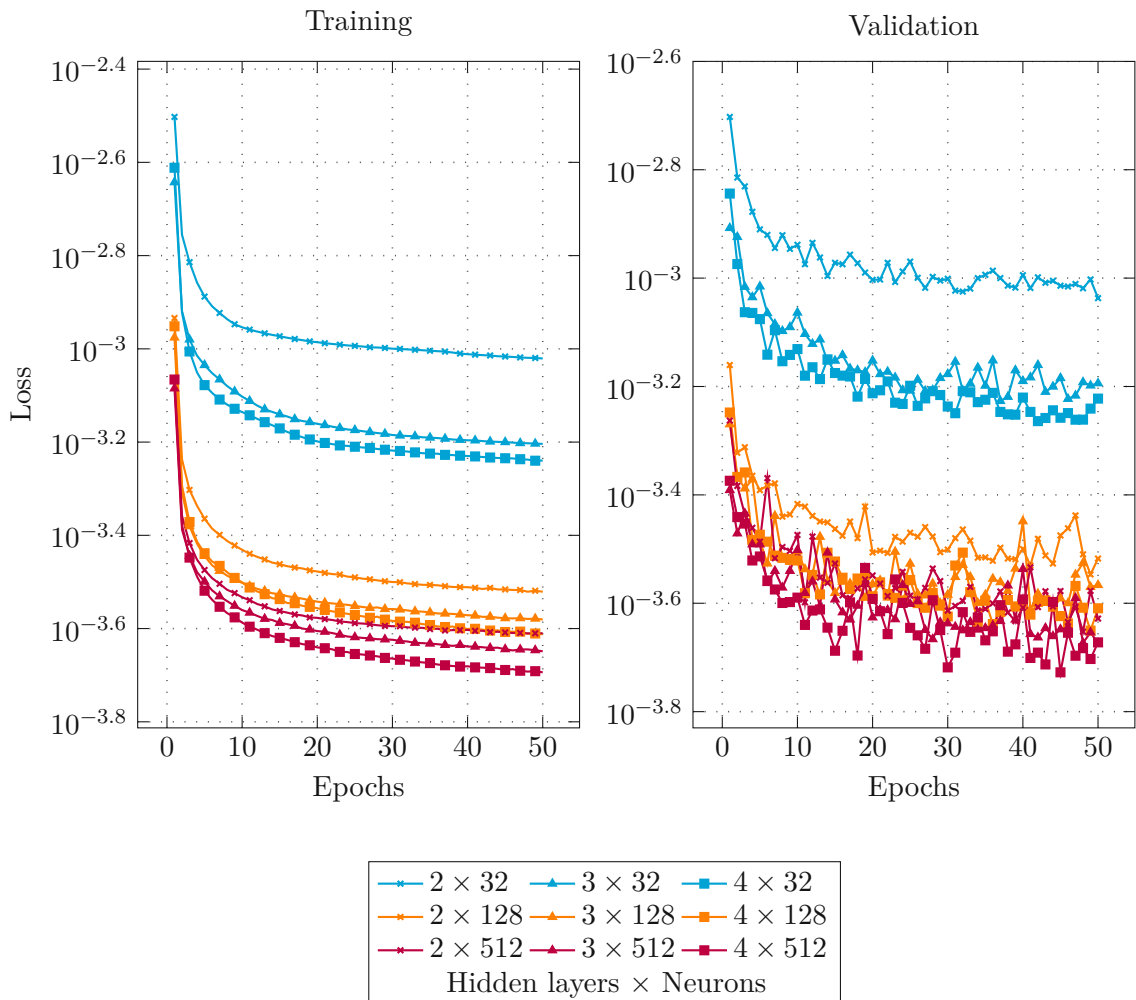 Training
Validation
Loss
10^−2.4
10^−2.6
10^−2.8
10^−3
10^−3.2
10^−3.4
10^−3.6
10^−3.8
0 10 20 30 40 50
Epochs
10^−2.6
10^−2.8
10^−3
10^−3.2
10^−3.4
10^−3.6
10^−3.8
0 10 20 30 40 50
Epochs
2 × 32 3 × 32 4 × 32
2 × 128 3 × 128 4 × 128
2 × 512 3 × 512 4 × 512
Hidden layers × Neurons